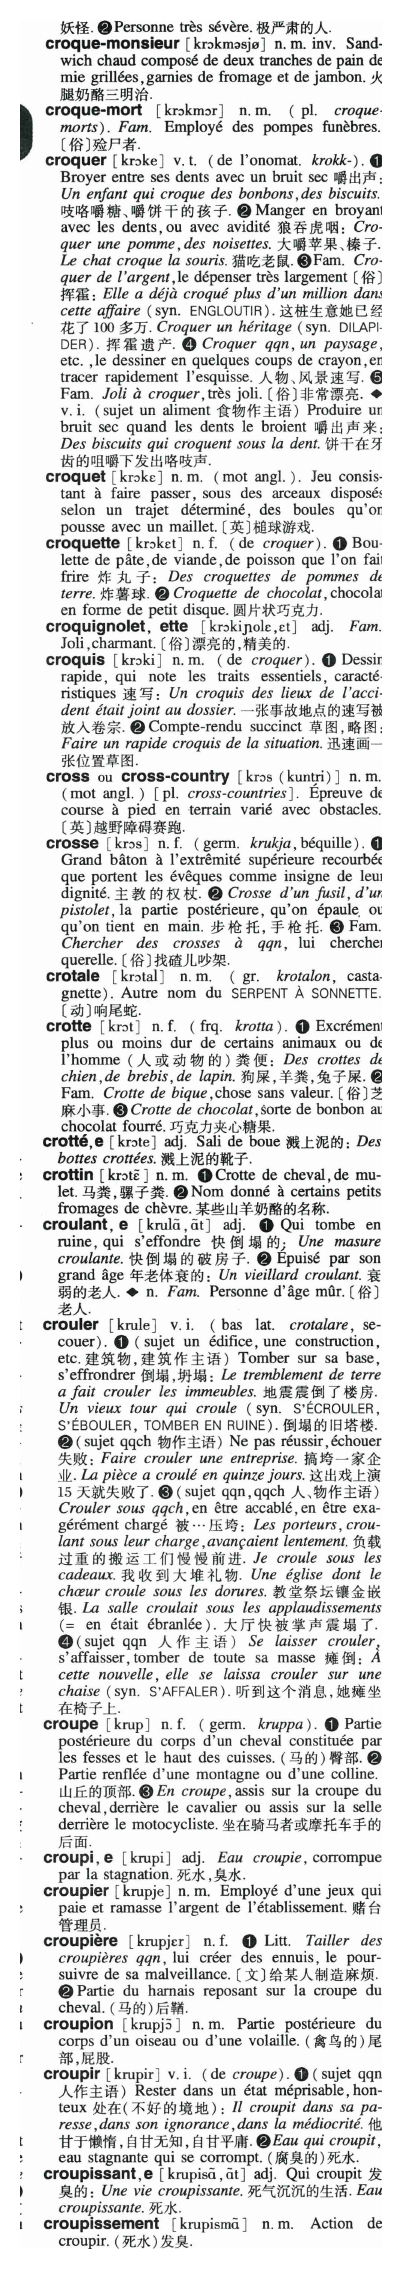 妖怪. ❷ Personne très sévère. 极严肃的人.
croque-monsieur [krɔkməsjø] n. m. inv. Sand-
wich chaud composé de deux tranches de pain de
mie grillées, garnies de fromage et de jambon. 火
腿奶酪三明治.
croque-mort [krɔkmɔr] n. m. ( pl. croque-
morts). Fam. Employé des pompes funèbres.
〔俗〕殓尸者.
croquer [krɔke] v. t. (de l'onomat. krokk-). ❶
Broyer entre ses dents avec un bruit sec 嚼出声:
Un enfant qui croque des bonbons, des biscuits.
吱咯嚼糖、嚼饼干的孩子. ❷ Manger en broyant
avec les dents, ou avec avidité 狼吞虎咽: Cro-
quer une pomme, des noisettes. 大嚼苹果、榛子.
Le chat croque la souris. 猫吃老鼠. ❸ Fam. Cro-
quer de l'argent, le dépenser très largement〔俗〕
挥霍: Elle a déjà croqué plus d'un million dans
cette affaire (syn. ENGLOUTIR). 这桩生意她已经
花了 100 多万. Croquer un héritage (syn. DILAPI-
DER). 挥霍遗产. ❹ Croquer qqn, un paysage,
etc. , le dessiner en quelques coups de crayon, en
tracer rapidement l'esquisse. 人物、风景速写. ❺
Fam. Joli à croquer, très joli.〔俗〕非常漂亮. ◆
v. i. (sujet un aliment 食物作主语) Produire un
bruit sec quand les dents le broient 嚼出声来:
Des biscuits qui croquent sous la dent. 饼干在牙
齿的咀嚼下发出咯吱声.
croquet [krɔkɛ] n. m. (mot angl. ). Jeu consis-
tant à faire passer, sous des arceaux disposés
selon un trajet déterminé, des boules qu'on
pousse avec un maillet.〔英〕槌球游戏.
croquette [krɔkɛt] n. f. (de croquer). ❶ Bou-
lette de pâte, de viande, de poisson que l'on fait
frire 炸丸子: Des croquettes de pommes de
terre. 炸薯球. ❷ Croquette de chocolat, chocolat
en forme de petit disque. 圆片状巧克力.
croquignolet, ette [krɔkiɲɔlɛ, ɛt] adj. Fam.
Joli, charmant.〔俗〕漂亮的, 精美的.
croquis [krɔki] n. m. (de croquer). ❶ Dessin
rapide, qui note les traits essentiels, caracté-
ristiques 速写: Un croquis des lieux de l'acci-
dent était joint au dossier. 一张事故地点的速写被
放入卷宗. ❷ Compte-rendu succinct 草图, 略图:
Faire un rapide croquis de la situation. 迅速画一
张位置草图.
cross ou cross-country [krɔs (kuntri)] n. m.
(mot angl. ) [pl. cross-countries]. Épreuve de
course à pied en terrain varié avec obstacles.
〔英〕越野障碍赛跑.
crosse [krɔs] n. f. (germ. krukja, béquille). ❶
Grand bâton à l'extrêmité supérieure recourbée
que portent les évêques comme insigne de leur
dignité. 主教的权杖. ❷ Crosse d'un fusil, d'un
pistolet, la partie postérieure, qu'on épaule ou
qu'on tient en main. 步枪托, 手枪托. ❸ Fam.
Chercher des crosses à qqn, lui chercher
querelle.〔俗〕找碴儿吵架.
crotale [krɔtal] n. m. ( gr. krotalon, casta-
gnette). Autre nom du SERPENT À SONNETTE.
〔动〕响尾蛇.
crotte [krɔt] n. f. (frq. krotta). ❶ Excrément
plus ou moins dur de certains animaux ou de
l'homme (人或动物的) 粪便: Des crottes de
chien, de brebis, de lapin. 狗屎, 羊粪, 兔子屎. ❷
Fam. Crotte de bique, chose sans valeur.〔俗〕芝
麻小事. ❸ Crotte de chocolat, sorte de bonbon au
chocolat fourré. 巧克力夹心糖果.
crotté, e [krɔte] adj. Sali de boue 溅上泥的: Des
bottes crottées. 溅上泥的靴子.
crottin [krɔtɛ̃] n. m. ❶ Crotte de cheval, de mu-
let. 马粪, 骡子粪. ❷ Nom donné à certains petits
fromages de chèvre. 某些山羊奶酪的名称.
croulant, e [krulɑ̃, ɑ̃t] adj. ❶ Qui tombe en
ruine, qui s'effondre 快倒塌的: Une masure
croulante. 快倒塌的破房子. ❷ Epuisé par son
grand âge 年老体衰的: Un vieillard croulant. 衰
弱的老人. ◆ n. Fam. Personne d'âge mûr.〔俗〕
老人.
crouler [krule] v. i. ( bas lat. crotalare, se-
couer). ❶ (sujet un édifice, une construction,
etc. 建筑物, 建筑作主语) Tomber sur sa base,
s'effrondrer 倒塌, 坍塌: Le tremblement de terre
a fait crouler les immeubles. 地震震倒了楼房.
Un vieux tour qui croule (syn. S'ÉCROULER,
S'ÉBOULER, TOMBER EN RUINE). 倒塌的旧塔楼.
❷ (sujet qqch 物作主语) Ne pas réussir, échouer
失败: Faire crouler une entreprise. 搞垮一家企
业. La pièce a croulé en quinze jours. 这出戏上演
15 天就失败了. ❸ (sujet qqn, qqch 人、物作主语)
Crouler sous qqch, en être accablé, en être exa-
gérément chargé 被…压垮: Les porteurs, crou-
lant sous leur charge, avançaient lentement. 负载
过重的搬运工们慢慢前进. Je croule sous les
cadeaux. 我收到大堆礼物. Une église dont le
chœur croule sous les dorures. 教堂祭坛镶金嵌
银. La salle croulait sous les applaudissements
(= en était ébranlée). 大厅快被掌声震塌了.
❹ (sujet qqn 人作主语) Se laisser crouler,
s'affaisser, tomber de toute sa masse 瘫倒: À
cette nouvelle, elle se laissa crouler sur une
chaise (syn. S'AFFALER). 听到这个消息, 她瘫坐
在椅子上.
croupe [krup] n. f. (germ. kruppa). ❶ Partie
postérieure du corps d'un cheval constituée par
les fesses et le haut des cuisses. (马的) 臀部. ❷
Partie renflée d'une montagne ou d'une colline.
山丘的顶部. ❸ En croupe, assis sur la croupe du
cheval, derrière le cavalier ou assis sur la selle
derrière le motocycliste. 坐在骑马者或摩托车手的
后面.
croupi, e [krupi] adj. Eau croupie, corrompue
par la stagnation. 死水, 臭水.
croupier [krupje] n. m. Employé d'une jeux qui
paie et ramasse l'argent de l'établissement. 赌台
管理员.
croupière [krupjɛr] n. f. ❶ Litt. Tailler des
croupières qqn, lui créer des ennuis, le pour-
suivre de sa malveillance.〔文〕给某人制造麻烦.
❷ Partie du harnais reposant sur la croupe du
cheval. (马的) 后鞧.
croupion [krupjɔ̃] n. m. Partie postérieure du
corps d'un oiseau ou d'une volaille. (禽鸟的) 尾
部, 屁股.
croupir [krupir] v. i. (de croupe). ❶ (sujet qqn
人作主语) Rester dans un état méprisable, hon-
teux 处在(不好的境地): Il croupit dans sa pa-
resse, dans son ignorance, dans la médiocrité. 他
甘于懒惰, 自甘无知, 自甘平庸. ❷ Eau qui croupit,
eau stagnante qui se corrompt. (腐臭的) 死水.
croupissant, e [krupisɑ̃, ɑ̃t] adj. Qui croupit 发
臭的: Une vie croupissante. 死气沉沉的生活. Eau
croupissante. 死水.
croupissement [krupismɑ̃] n. m. Action de
croupir. (死水) 发臭.